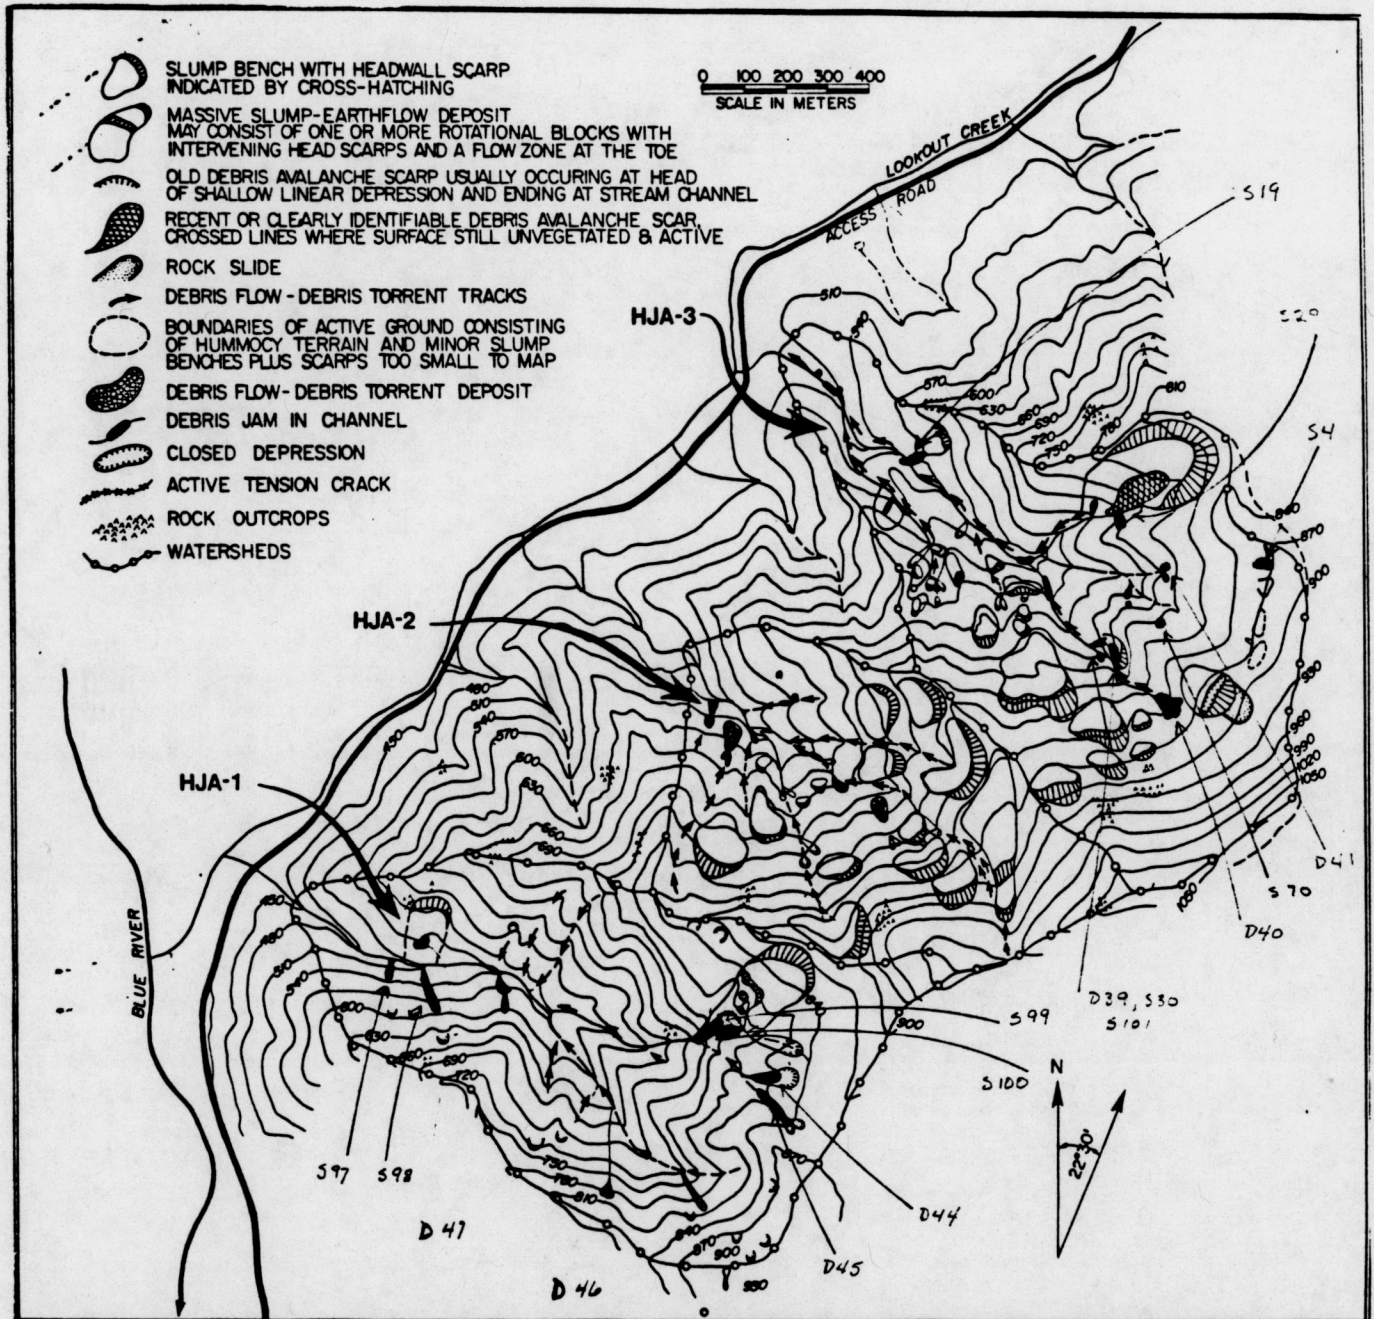 SLUMP BENCH WITH HEADWALL SCARP
INDICATED BY CROSS-HATCHING
MASSIVE SLUMP-EARTHFLOW DEPOSIT
MAY CONSIST OF ONE OR MORE ROTATIONAL BLOCKS WITH
INTERVENING HEAD SCARPS AND A FLOW ZONE AT THE TOE
OLD DEBRIS AVALANCHE SCARP USUALLY OCCURING AT HEAD
OF SHALLOW LINEAR DEPRESSION AND ENDING AT STREAM CHANNEL
RECENT OR CLEARLY IDENTIFIABLE DEBRIS AVALANCHE SCAR,
CROSSED LINES WHERE SURFACE STILL UNVEGETATED & ACTIVE
ROCK SLIDE
DEBRIS FLOW - DEBRIS TORRENT TRACKS
BOUNDARIES OF ACTIVE GROUND CONSISTING
OF HUMMOCY TERRAIN AND MINOR SLUMP
BENCHES PLUS SCARPS TOO SMALL TO MAP
DEBRIS FLOW - DEBRIS TORRENT DEPOSIT
DEBRIS JAM IN CHANNEL
CLOSED DEPRESSION
ACTIVE TENSION CRACK
ROCK OUTCROPS
WATERSHEDS
0 100 200 300 400
SCALE IN METERS
LOOKOUT CREEK
ACCESS ROAD
S19
S20
S4
HJA-3
510
540
570
600
630
660
690
720
750
780
810
840
870
900
930
960
990
1020
1050
1080
HJA-2
480
510
540
570
600
630
450
660
690
HJA-1
450
480
510
540
600
630
660
690
720
BLUE RIVER
D41
S70
D40
D39, S30
S101
S99
S100
900
N
22°30'
S97 S98
750
780
810
840
870
900
930
870
D44
D45
D47
D46